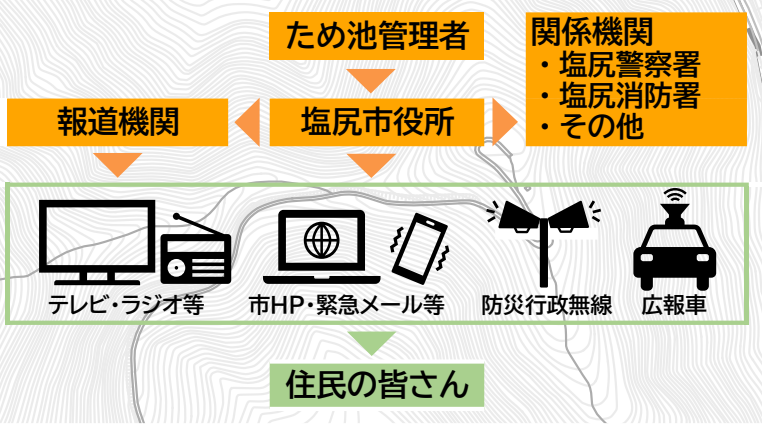 ため池管理者
関係機関
・塩尻警察署
・塩尻消防署
・その他
報道機関
塩尻市役所
テレビ・ラジオ等
市HP・緊急メール等
防災行政無線
広報車
住民の皆さん